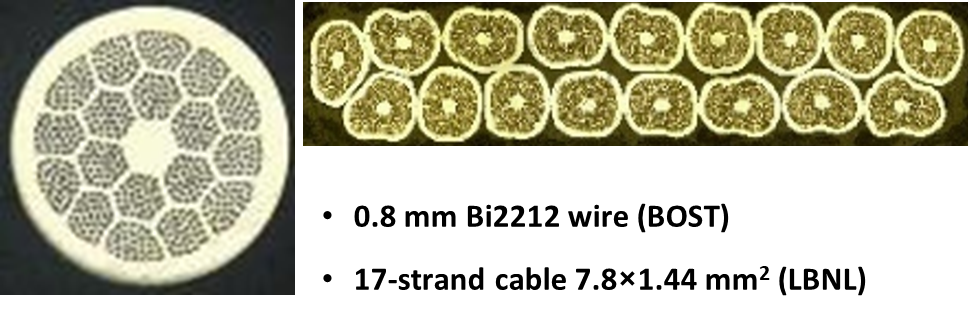 • 0.8 mm Bi2212 wire (BOST)
• 17-strand cable 7.8×1.44 mm² (LBNL)